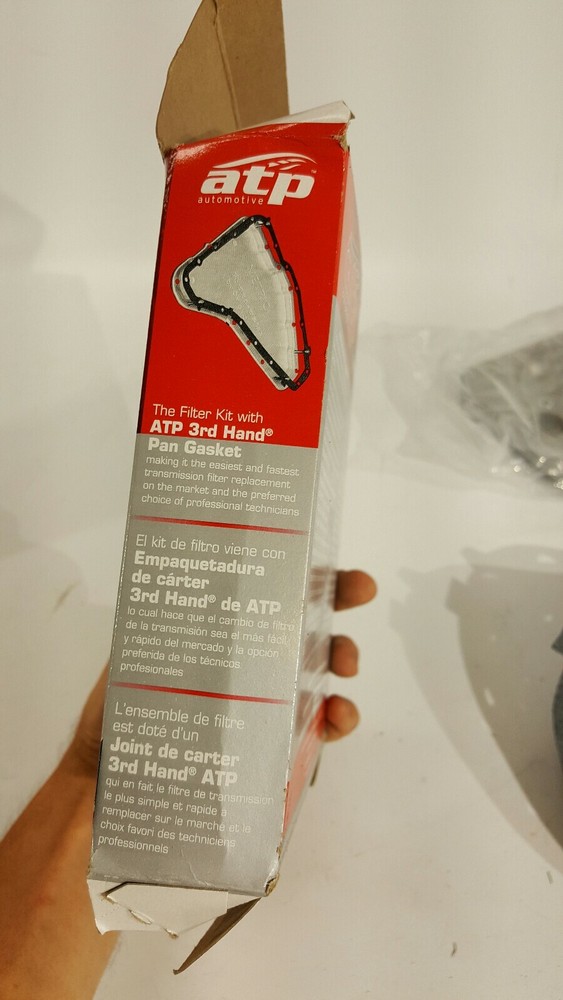 atp™
automotive
The Filter Kit with
ATP 3rd Hand®
Pan Gasket
making it the easiest and fastest
transmission filter replacement
on the market and the preferred
choice of professional technicians
El kit de filtro viene con
Empaquetadura
de cárter
3rd Hand® de ATP
lo cual hace que el cambio de filtro
de la transmisión sea el más fácil
y rápido del mercado y la opción
preferida de los técnicos
profesionales
L'ensemble de filtre
est doté d'un
Joint de carter
3rd Hand® ATP
qui en fait le filtre de transmission
le plus simple et rapide à
remplacer sur le marché et le
choix favori des techniciens
professionnels